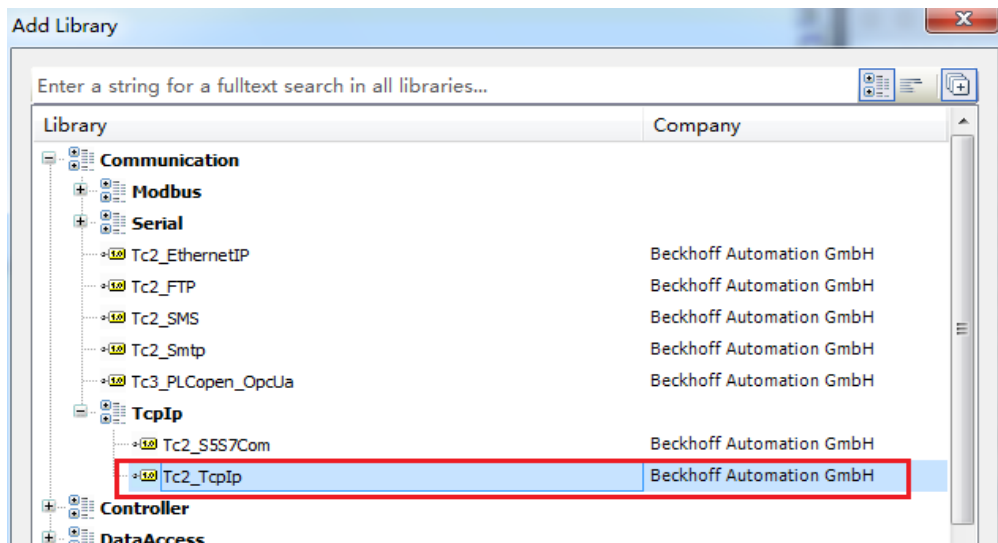 Add Library
Enter a string for a fulltext search in all libraries...
Library Company
Communication
Modbus
Serial
Tc2_EthernetIP Beckhoff Automation GmbH
Tc2_FTP Beckhoff Automation GmbH
Tc2_SMS Beckhoff Automation GmbH
Tc2_Smtp Beckhoff Automation GmbH
Tc3_PLCopen_OpcUa Beckhoff Automation GmbH
TcpIp
Tc2_S5S7Com Beckhoff Automation GmbH
Tc2_TcpIp Beckhoff Automation GmbH
Controller
DataAccess